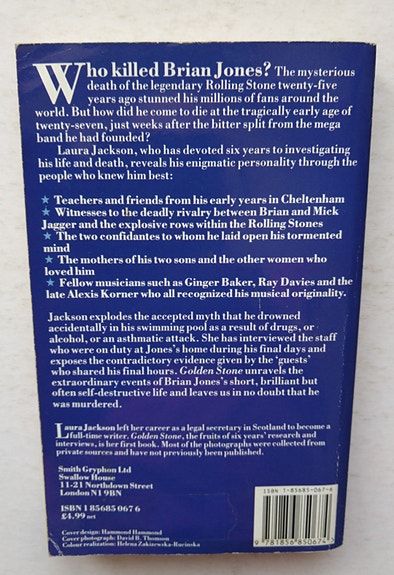 Who killed Brian Jones? The mysterious
death of the legendary Rolling Stone twenty-five
years ago stunned his millions of fans around the
world. But how did he come to die at the tragically early age of
twenty-seven, just weeks after the bitter split from the mega
band he had founded?
Laura Jackson, who has devoted six years to investigating
his life and death, reveals his enigmatic personality through the
people who knew him best:
★ Teachers and friends from his early years in Cheltenham
★ Witnesses to the deadly rivalry between Brian and Mick
Jagger and the explosive rows within the Rolling Stones
★ The two confidantes to whom he laid open his tormented
mind
★ The mothers of his two sons and the other women who
loved him
★ Fellow musicians such as Ginger Baker, Ray Davies and the
late Alexis Korner who all recognized his musical originality.
Jackson explodes the accepted myth that he drowned
accidentally in his swimming pool as a result of drugs, or
alcohol, or an asthmatic attack. She has interviewed the staff
who were on duty at Jones's home during his final days and
exposes the contradictory evidence given by the 'guests'
who shared his final hours. Golden Stone unravels the
extraordinary events of Brian Jones's short, brilliant but
often self-destructive life and leaves us in no doubt that he
was murdered.
Laura Jackson left her career as a legal secretary in Scotland to become a
full-time writer. Golden Stone, the fruits of six years' research and
interviews, is her first book. Most of the photographs were collected from
private sources and have not previously been published.
Smith Gryphon Ltd
Swallow House
11-21 Northdown Street
London N1 9BN
ISBN 1 85685 067 6
£4.99 net
Cover design: Hammond Hammond
Cover photograph: David B. Thomson
Colour realization: Helena Zakrzewska-Rucinska
ISBN 1-85685-067-6
9 781856 850674